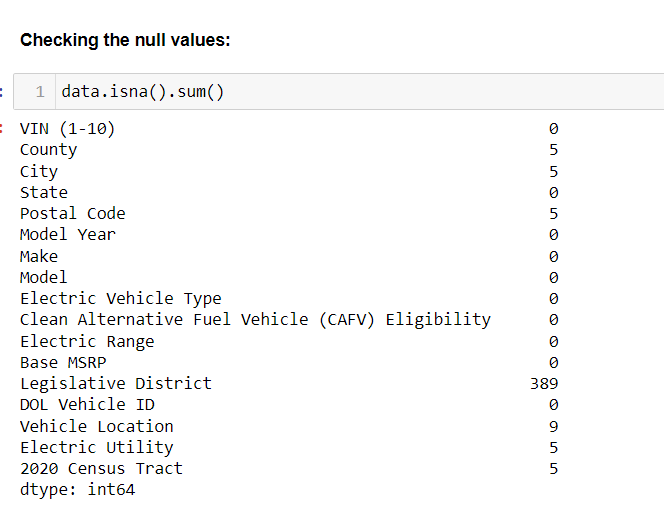 Checking the null values:
1 data.isna().sum()
VIN (1-10) 0
County 5
City 5
State 0
Postal Code 5
Model Year 0
Make 0
Model 0
Electric Vehicle Type 0
Clean Alternative Fuel Vehicle (CAFV) Eligibility 0
Electric Range 0
Base MSRP 0
Legislative District 389
DOL Vehicle ID 0
Vehicle Location 9
Electric Utility 5
2020 Census Tract 5
dtype: int64